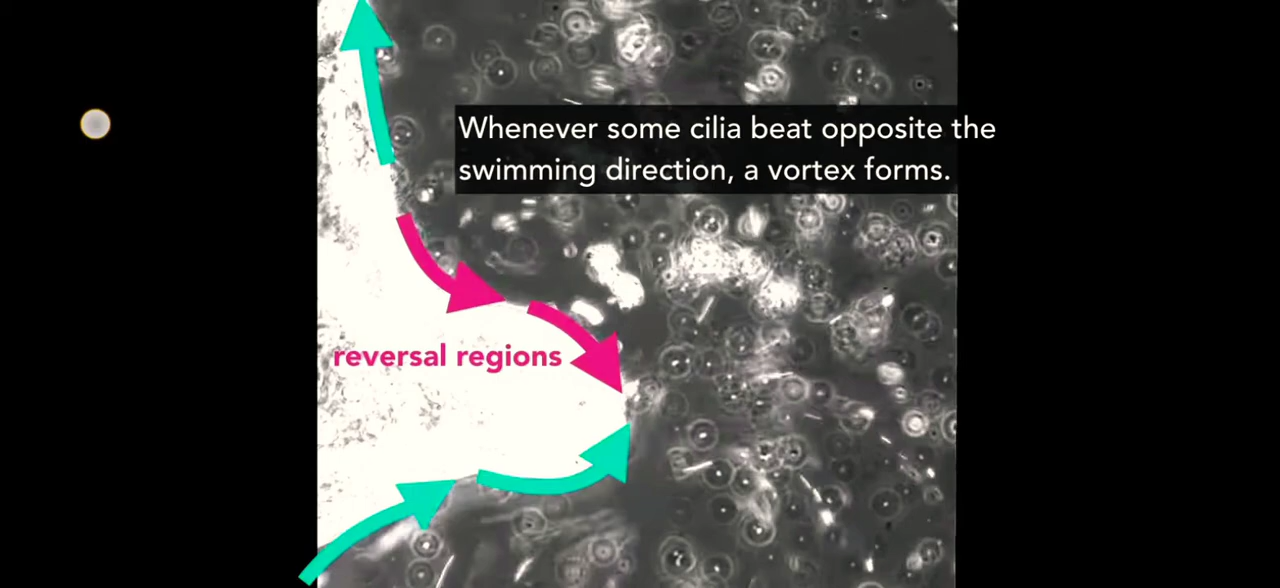 Whenever some cilia beat opposite the
swimming direction, a vortex forms.
reversal regions